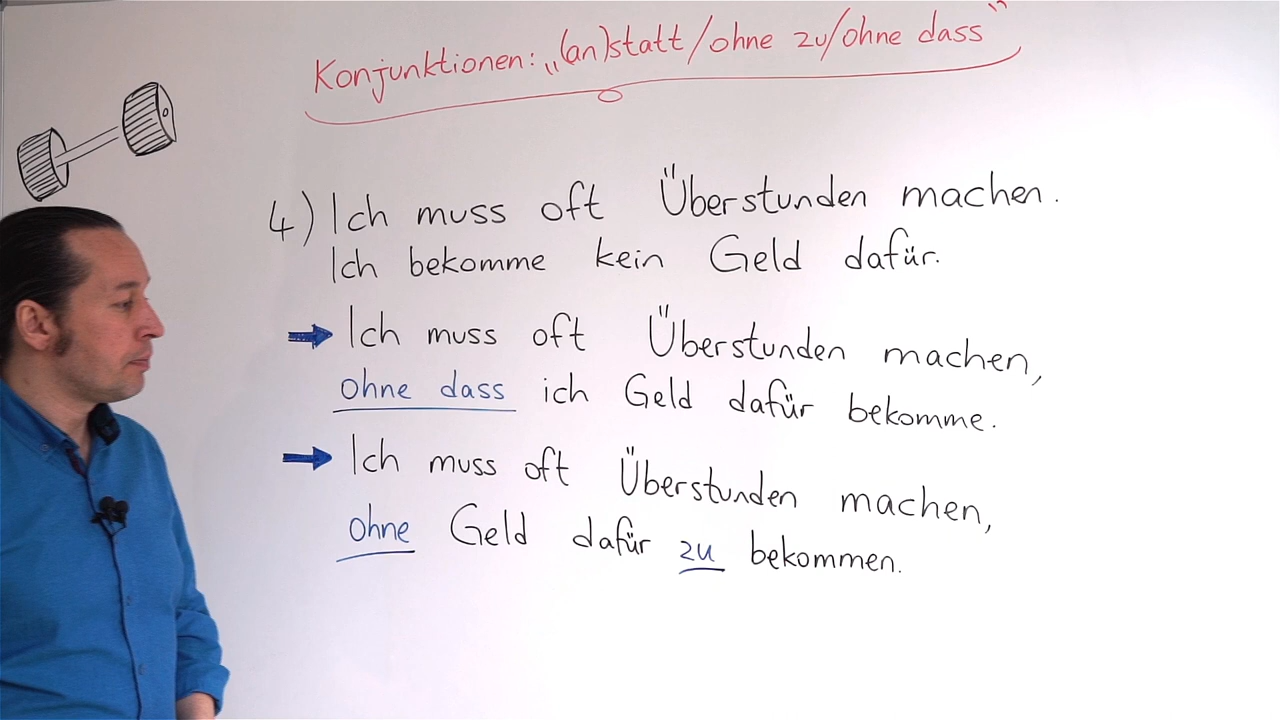 Konjunktionen: „(an)statt/ohne zu/ohne dass"
4) Ich muss oft Überstunden machen.
Ich bekomme kein Geld dafür.
Ich muss oft Überstunden machen,
ohne dass ich Geld dafür bekomme.
Ich muss oft Überstunden machen,
ohne Geld dafür zu bekommen.